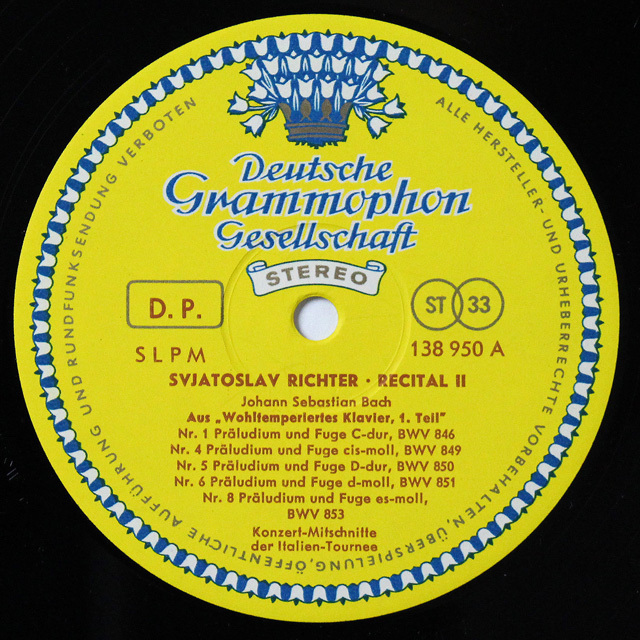 ALLE HERSTELLER- UND URHEBERRECHTE VORBEHALTEN, ÜBERSPIELUNG, ÖFFENTLICHE AUFFÜHRUNG UND RUNDFUNKSENDUNG VERBOTEN
Deutsche
Grammophon
Gesellschaft
STEREO
D. P.
ST 33
SLPM
138 950 A
SVJATOSLAV RICHTER · RECITAL II
Johann Sebastian Bach
Aus „Wohltemperiertes Klavier, 1. Teil"
Nr. 1 Präludium und Fuge C-dur, BWV 846
Nr. 4 Präludium und Fuge cis-moll, BWV 849
Nr. 5 Präludium und Fuge D-dur, BWV 850
Nr. 6 Präludium und Fuge d-moll, BWV 851
Nr. 8 Präludium und Fuge es-moll,
BWV 853
Konzert-Mitschnitte
der Italien-Tournee